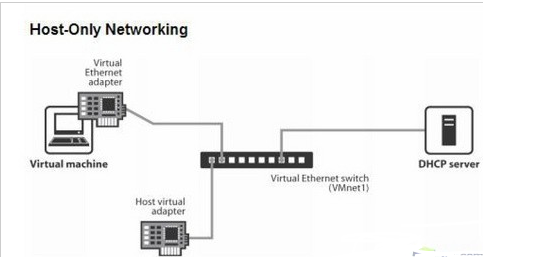 Host-Only Networking
Virtual
Ethernet
adapter
Virtual machine
DHCP server
Virtual Ethernet switch
(VMnet1)
Host virtual
adapter